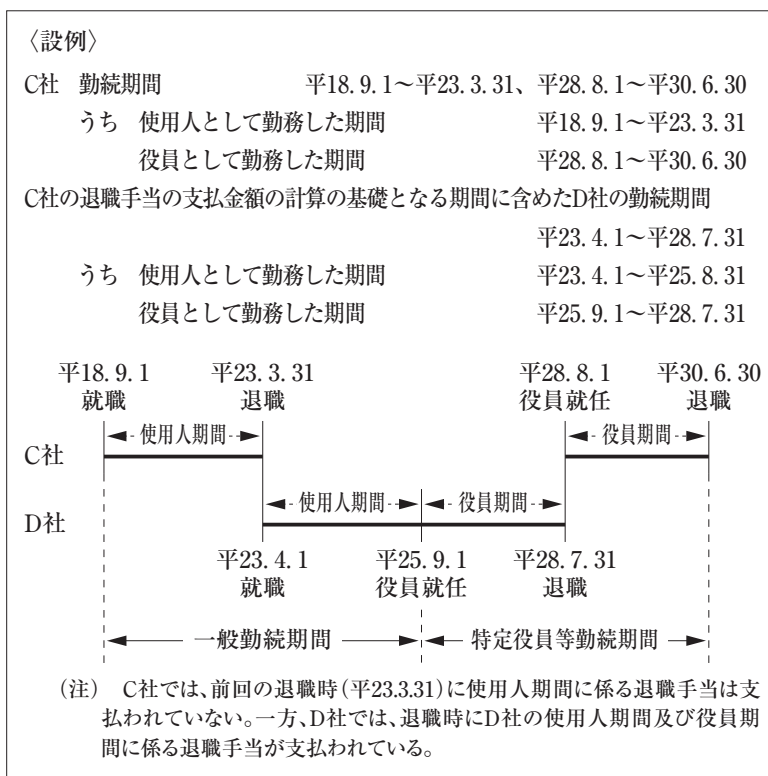 〈設例〉
C社 勤続期間 平18.9.1～平23.3.31、平28.8.1～平30.6.30
うち 使用人として勤務した期間 平18.9.1～平23.3.31
役員として勤務した期間 平28.8.1～平30.6.30
C社の退職手当の支払金額の計算の基礎となる期間に含めたD社の勤続期間
平23.4.1～平28.7.31
うち 使用人として勤務した期間 平23.4.1～平25.8.31
役員として勤務した期間 平25.9.1～平28.7.31
平18.9.1 平23.3.31 平28.8.1 平30.6.30
就職 退職 役員就任 退職
使用人期間 役員期間
C社
使用人期間 役員期間
D社
平23.4.1 平25.9.1 平28.7.31
就職 役員就任 退職
一般勤続期間 特定役員等勤続期間
(注) C社では、前回の退職時(平23.3.31)に使用人期間に係る退職手当は支
払われていない。一方、D社では、退職時にD社の使用人期間及び役員期
間に係る退職手当が支払われている。